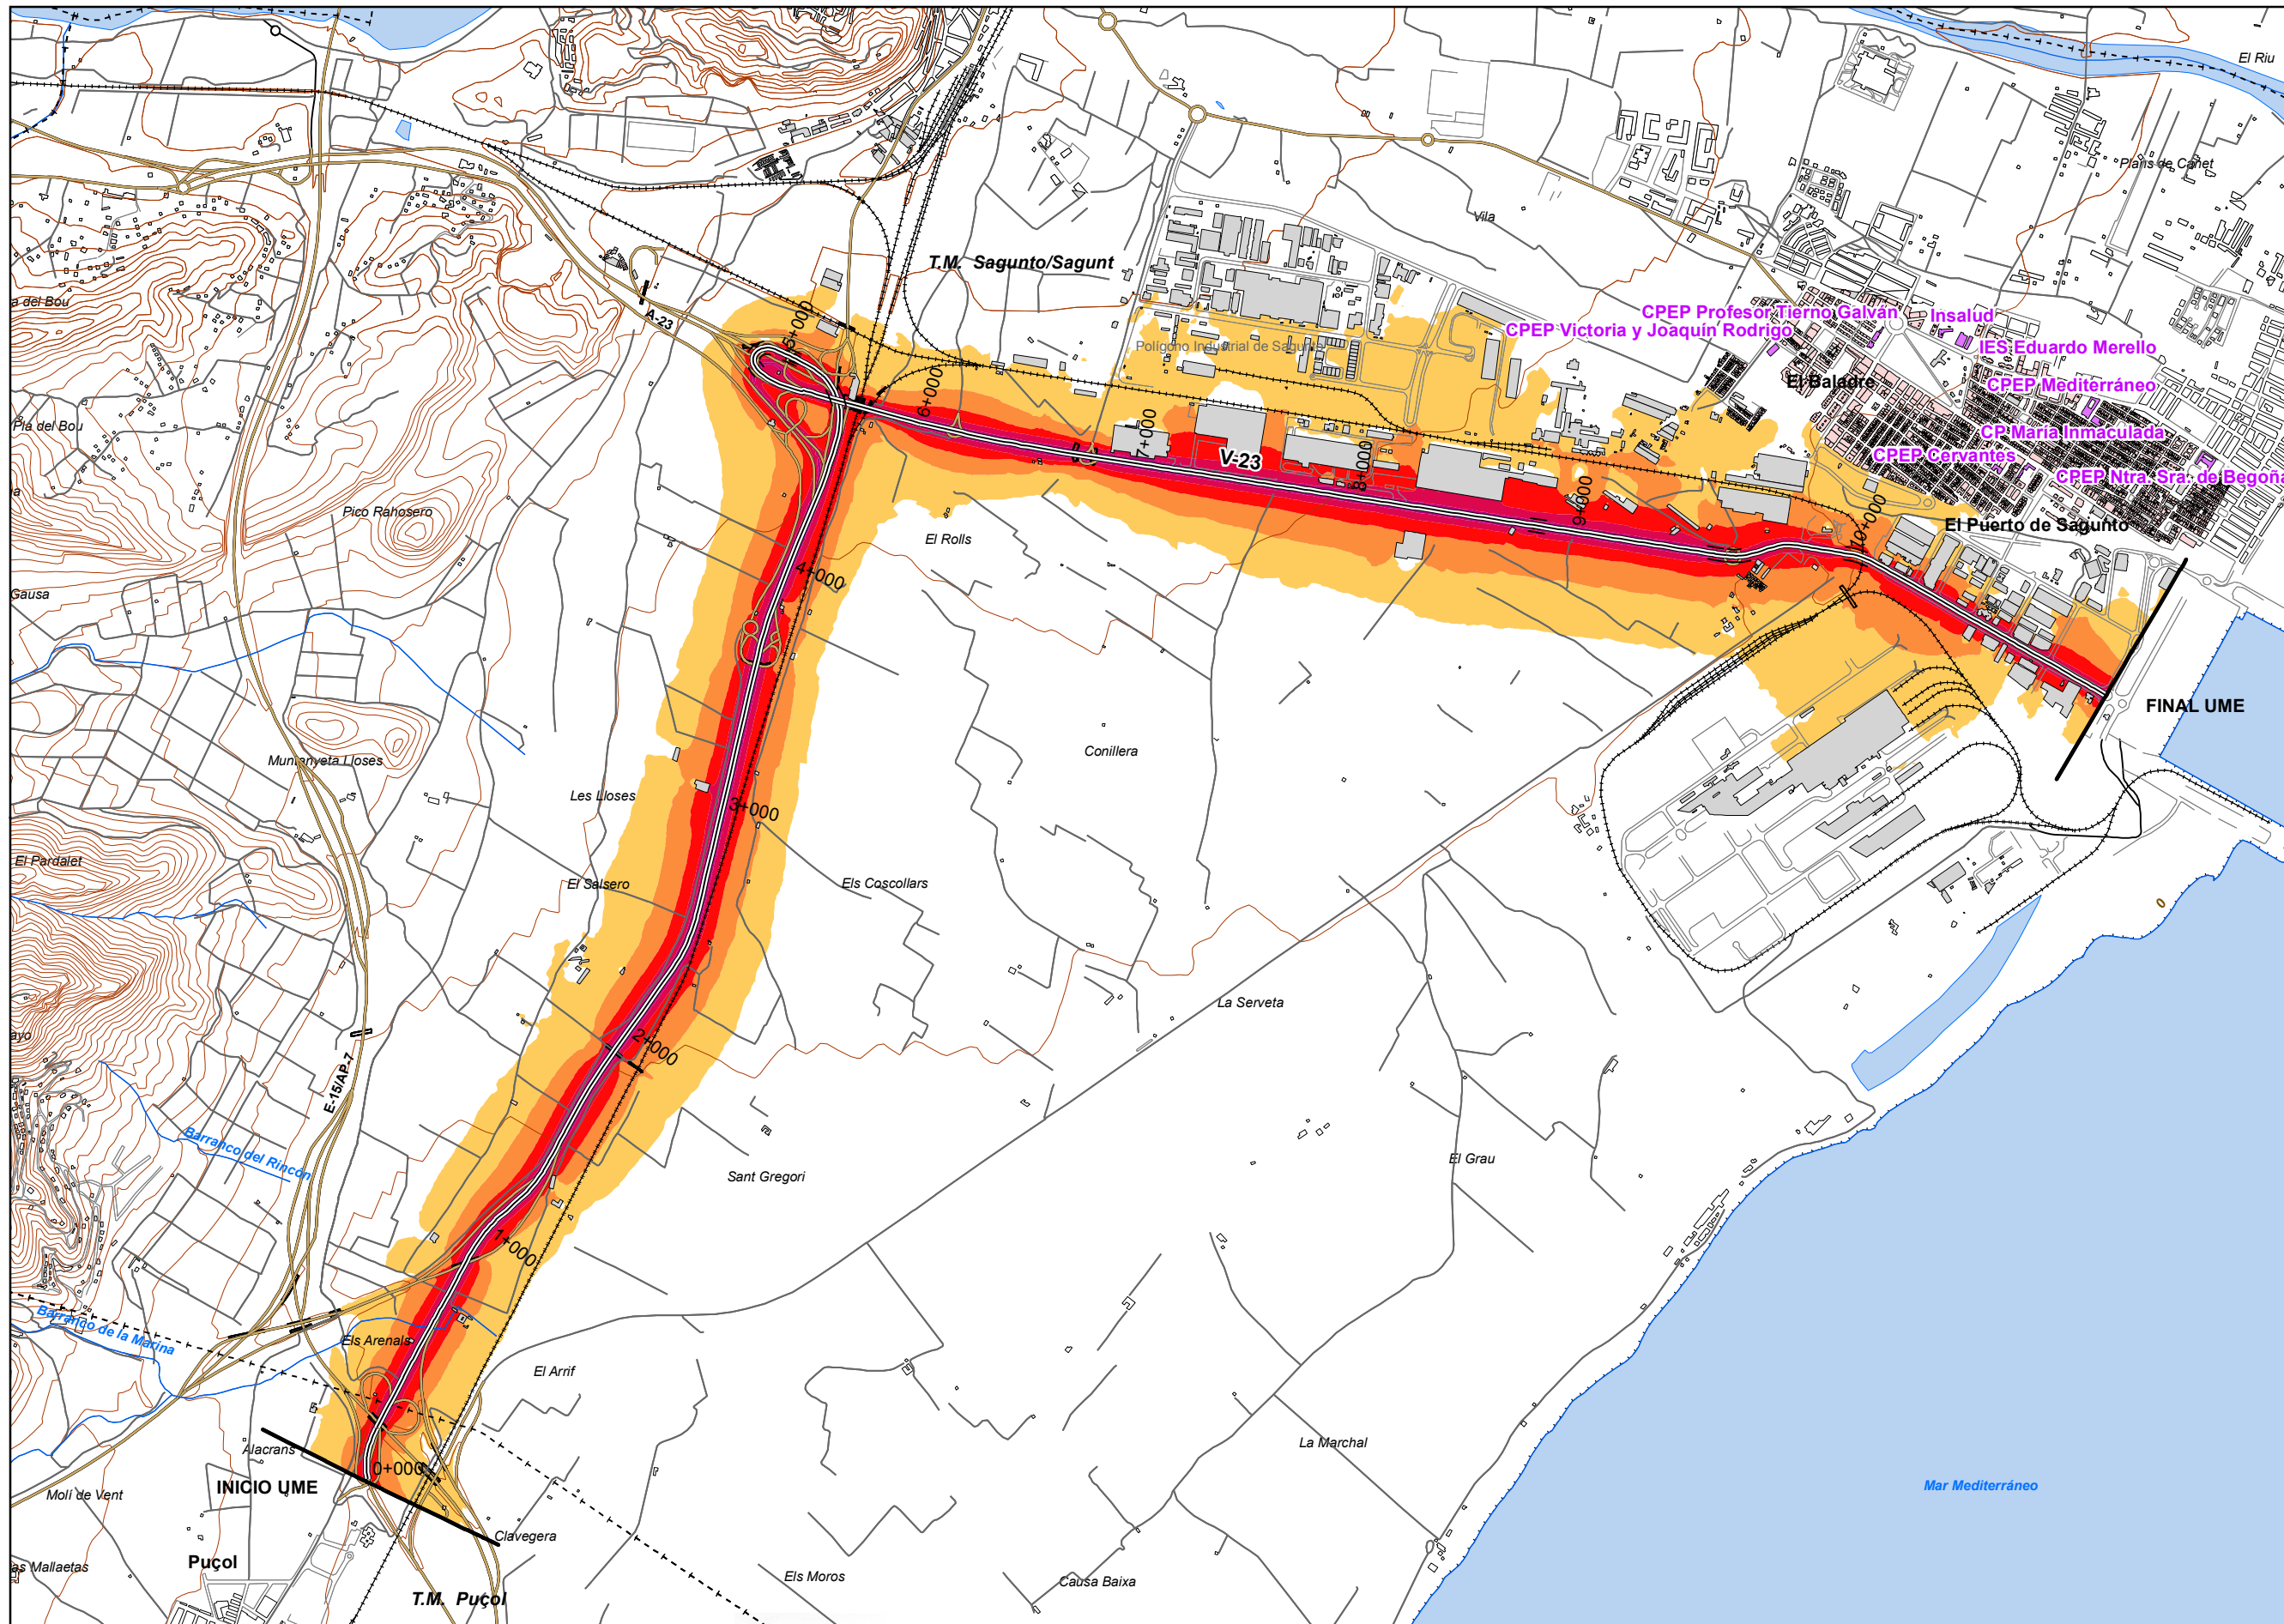 El Riu
Plans de Canet
Vila
T.M. Sagunto/Sagunt
a del Bou
A-23
5+000
CPEP Profesor Tierno Galván
Insalud
CPEP Victoria y Joaquín Rodrigo
Polígono Industrial de Sagunto
IES Eduardo Merello
El Baladre
CPEP Mediterráneo
6+000
Pla del Bou
7+000
CP María Inmaculada
V-23
CPEP Cervantes
8+000
CPEP Ntra. Sra. de Begoña
9+000
Pico Rahosero
10+000
El Puerto de Sagunto
El Rolls
4+000
Gausa
FINAL UME
Conillera
Muntanyeta Lloses
Les Lloses
3+000
El Pardalet
El Salsero
Els Coscollars
0
La Serveta
ayo
2+000
E-15/AP-7
Barranco del Rincón
Sant Gregori
El Grau
1+000
Barranco de la Marina
Els Arenals
El Arrif
Alacrans
La Marchal
0+000
INICIO UME
Molí de Vent
Mar Mediterráneo
Clavegera
Puçol
as Mallaetas
Els Moros
Causa Baixa
T.M. Puçol